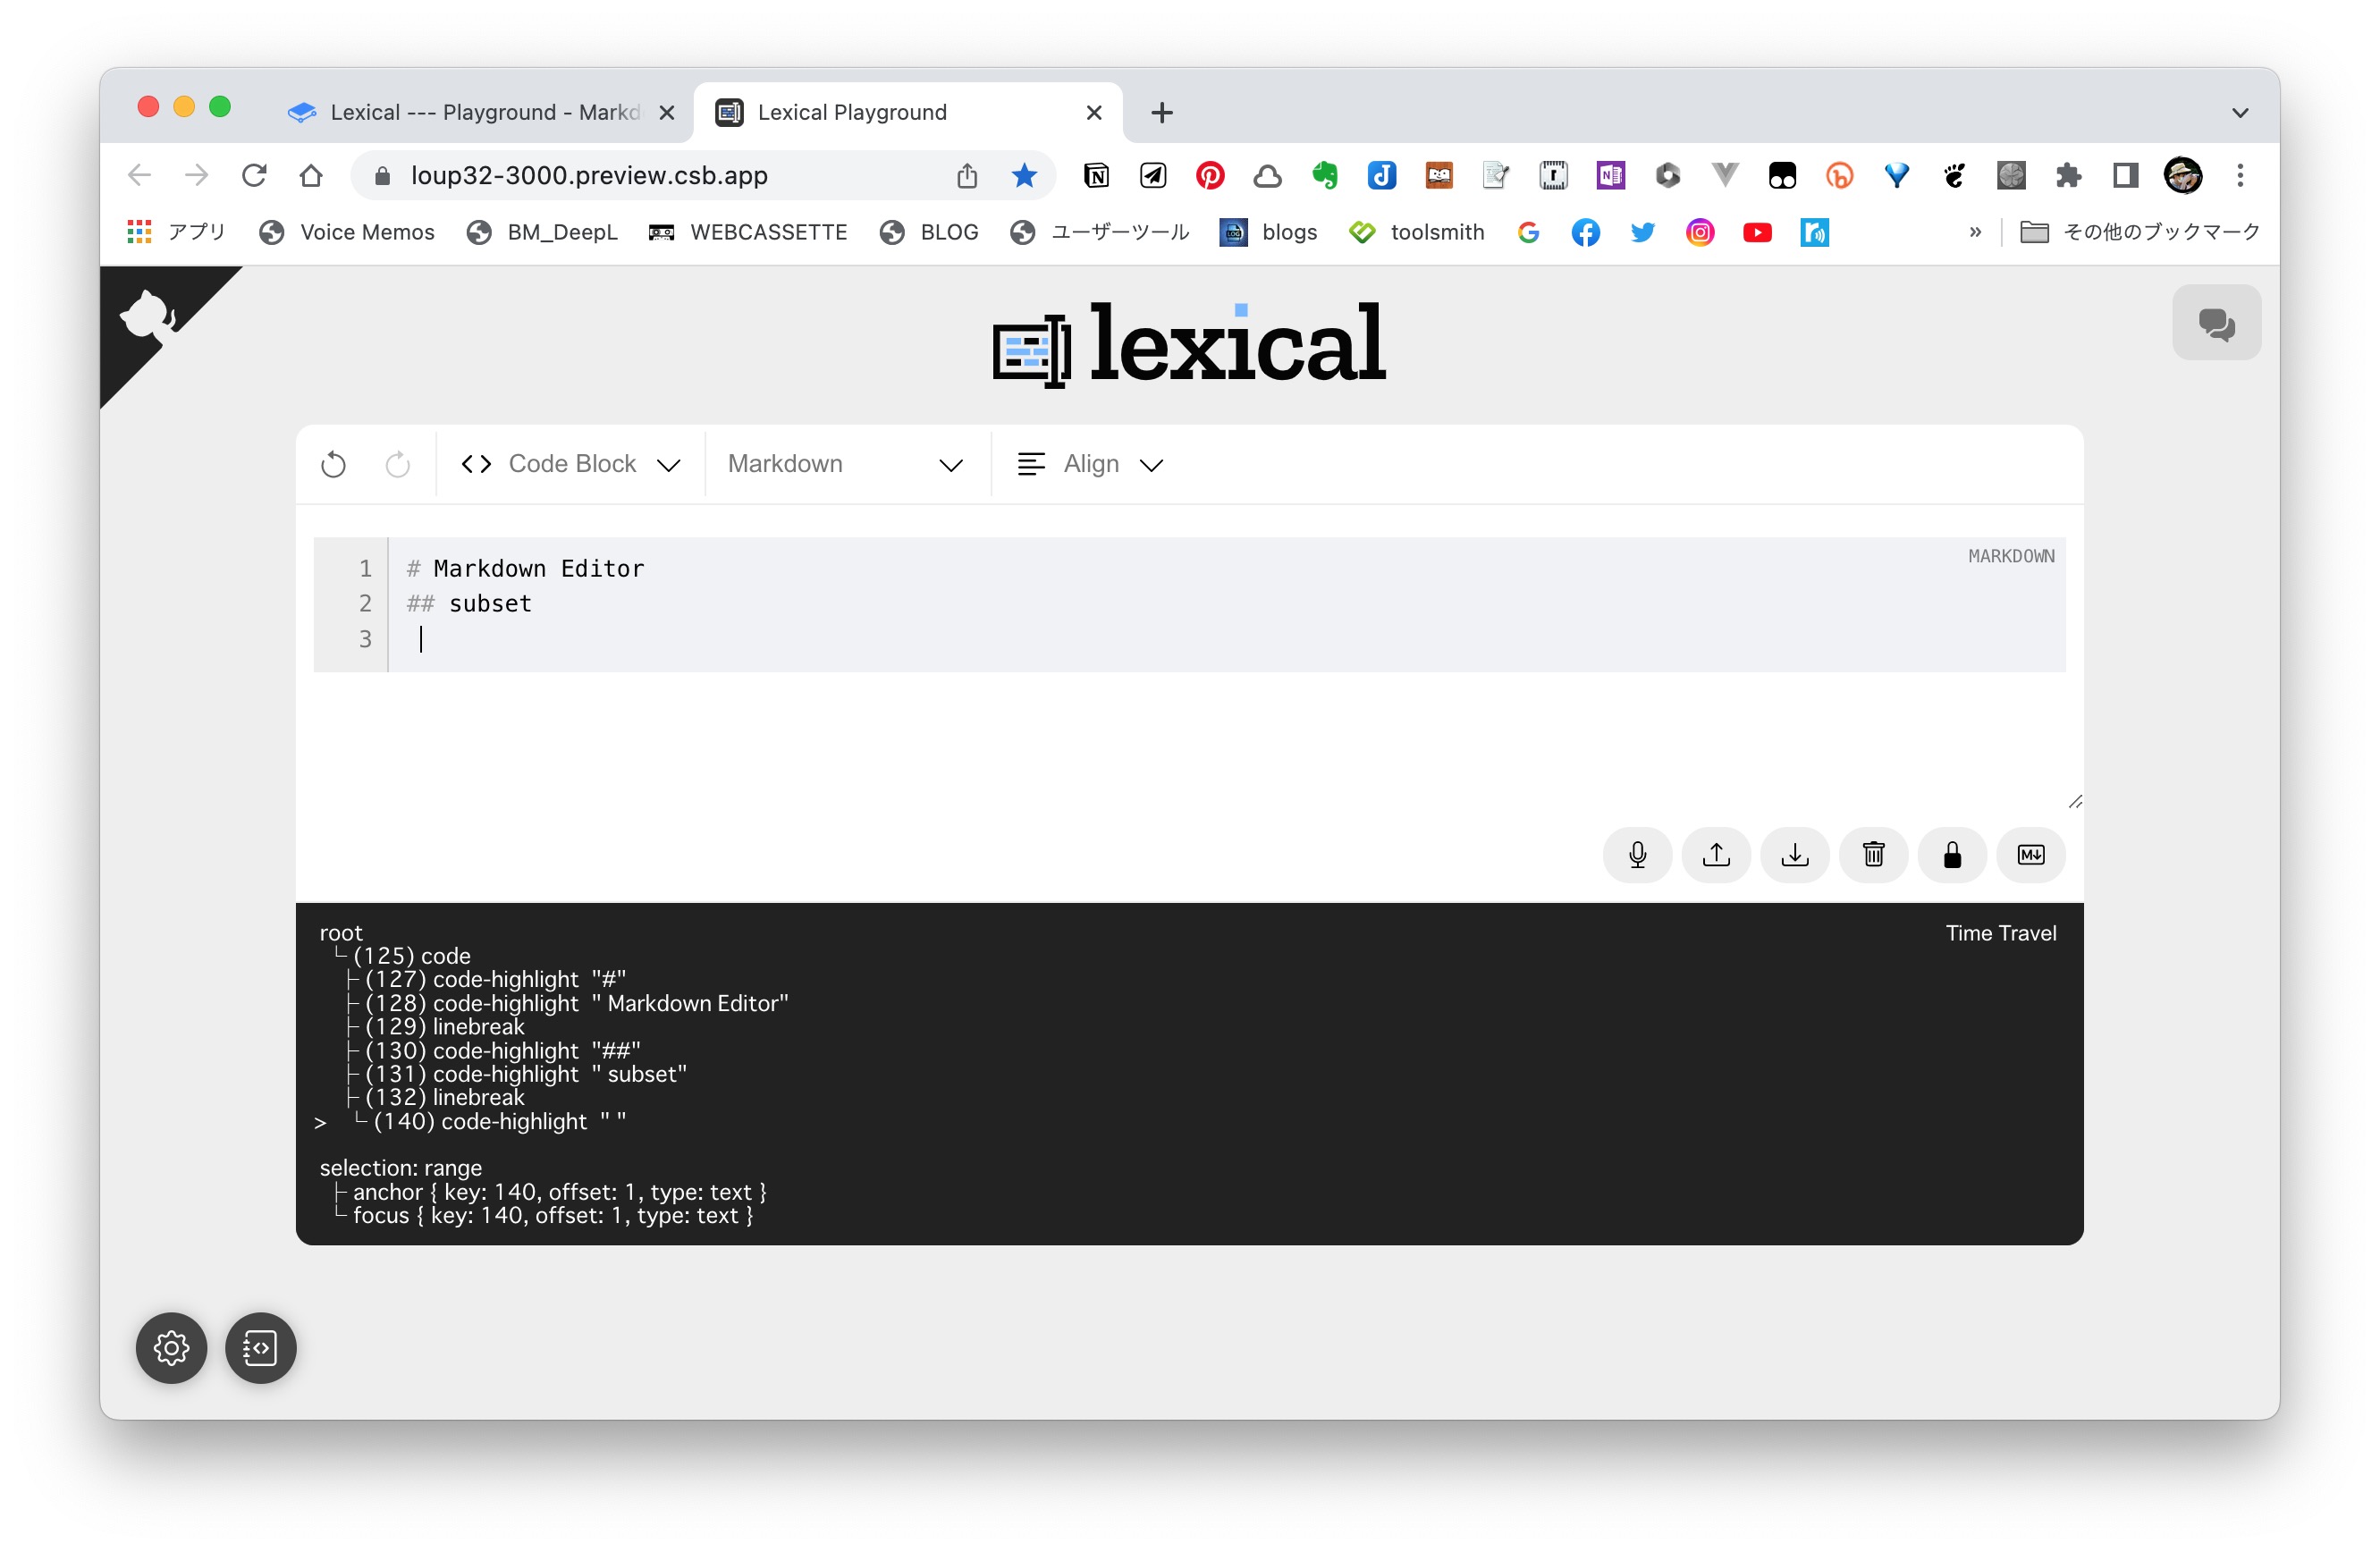 Lexical --- Playground - Markd
Lexical Playground
loup32-3000.preview.csb.app
アプリ
Voice Memos
BM_DeepL
WEBCASSETTE
BLOG
ユーザーツール
blogs
toolsmith
»
その他のブックマーク
lexical
Code Block
Markdown
Align
MARKDOWN
1 # Markdown Editor
2 ## subset
3
root
└ (125) code
├ (127) code-highlight "#"
├ (128) code-highlight " Markdown Editor"
├ (129) linebreak
├ (130) code-highlight "##"
├ (131) code-highlight " subset"
├ (132) linebreak
> └ (140) code-highlight " "
selection: range
├ anchor { key: 140, offset: 1, type: text }
└ focus { key: 140, offset: 1, type: text }
Time Travel